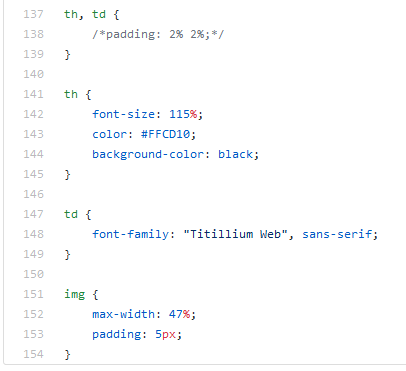 137 th, td {
138 /*padding: 2% 2%;*/
139 }
140
141 th {
142 font-size: 115%;
143 color: #FFCD10;
144 background-color: black;
145 }
146
147 td {
148 font-family: "Titillium Web", sans-serif;
149 }
150
151 img {
152 max-width: 47%;
153 padding: 5px;
154 }